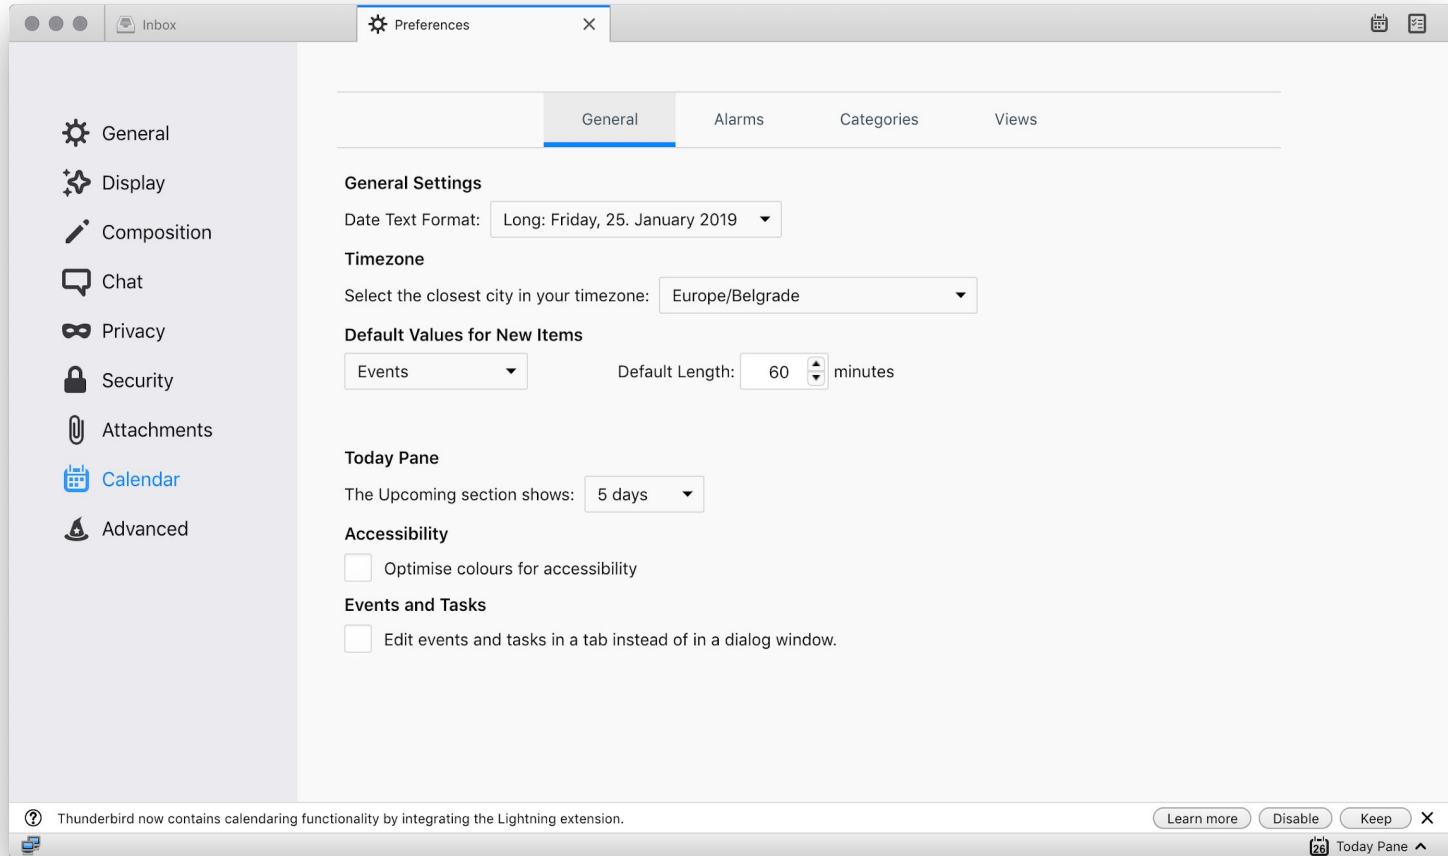 Inbox
Preferences
General
Display
Composition
Chat
Privacy
Security
Attachments
Calendar
Advanced
General Alarms Categories Views
General Settings
Date Text Format: Long: Friday, 25. January 2019
Timezone
Select the closest city in your timezone: Europe/Belgrade
Default Values for New Items
Events Default Length: 60 minutes
Today Pane
The Upcoming section shows: 5 days
Accessibility
Optimise colours for accessibility
Events and Tasks
Edit events and tasks in a tab instead of in a dialog window.
Thunderbird now contains calendaring functionality by integrating the Lightning extension. Learn more Disable Keep
26 Today Pane